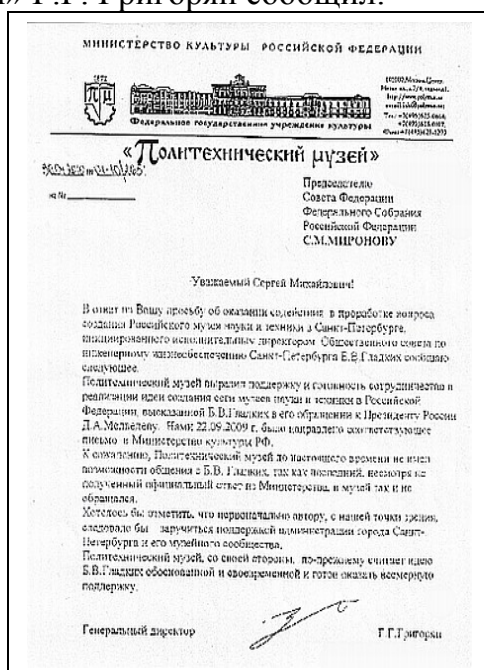 Г.Г. Григорян сообщил:
МИНИСТЕРСТВО КУЛЬТУРЫ РОССИЙСКОЙ ФЕДЕРАЦИИ
1872
Федеральное государственное учреждение культуры
«Политехнический музей»
на №
Председателю
Совета Федерации
Федерального Собрания
Российской Федерации
С.М.МИРОНОВУ
Уважаемый Сергей Михайлович!
В ответ на Вашу просьбу об оказании содействия в проработке вопроса
создания Российского музея науки и техники в Санкт-Петербурге,
инициированного исполнительным директором Общественного совета по
инженерному жизнеобеспечению Санкт-Петербурга Б.В.Гладких сообщаю
следующее.
Политехнический музей выразил поддержку и готовность сотрудничества в
реализации идеи создания сети музеев науки и техники в Российской
Федерации, высказанной Б.В.Гладких в его обращении к Президенту России
Д.А.Медведеву. Нами 22.09.2009 г. было направлено соответствующее
письмо в Министерство культуры РФ.
К сожалению, Политехнический музей до настоящего времени не имел
возможности общения с Б.В. Гладких, так как последний, несмотря на
полученный официальный ответ из Министерства, в музей так и не
обращался.
Хотелось бы отметить, что первоначально автору, с нашей точки зрения,
следовало бы заручиться поддержкой администрации города Санкт-
Петербурга и его музейного сообщества.
Политехнический музей, со своей стороны, по-прежнему считает идею
Б.В.Гладких обоснованной и своевременной и готов оказать всемерную
поддержку.
Генеральный директор Г.Г.Григорян